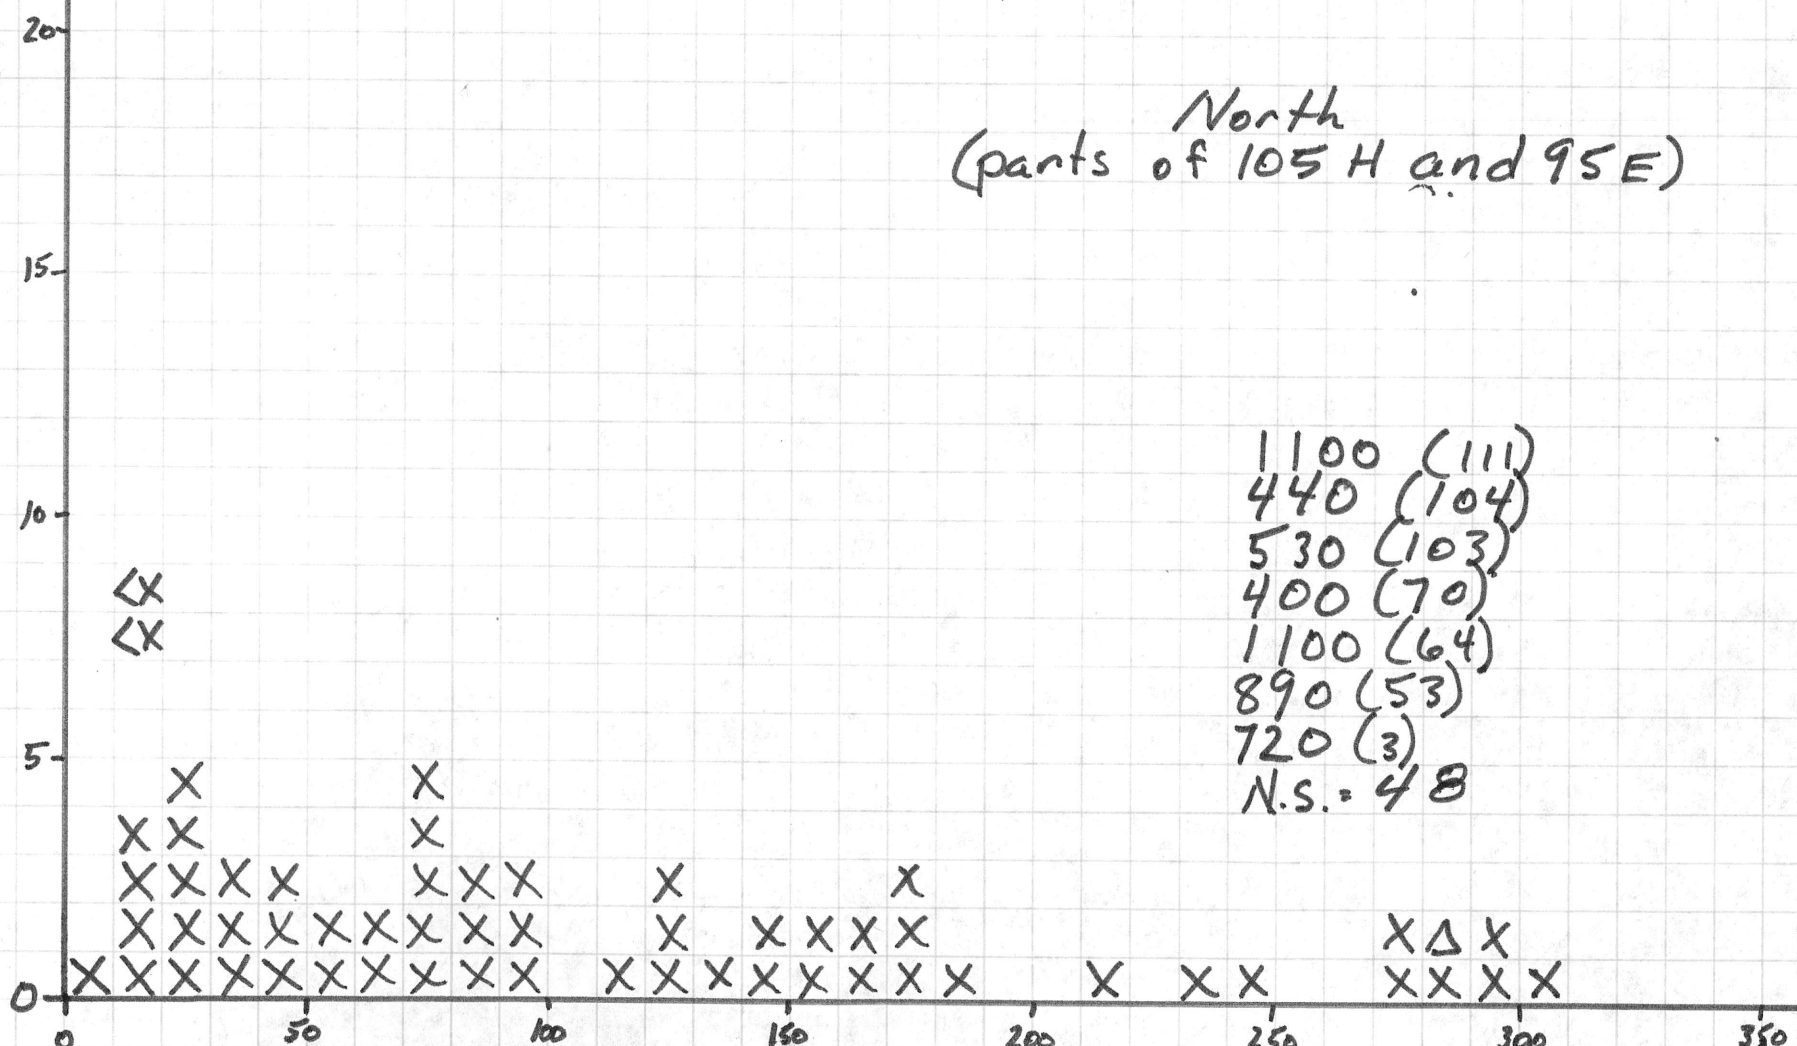 20
North
(parts of 105 H and 95 E)
15
1100 (111)
440 (104)
10
530 (103)
<X
400 (70)
<X
1100 (64)
890 (53)
720 (3)
5
N.S. = 48
X X
X X X
X X X X X X X X X
X X X X X X X X X X X X X X X Δ X
X X X X X X X X X X X X X X X X X X X X X X X X X X
0
0 50 100 150 200 250 300 350